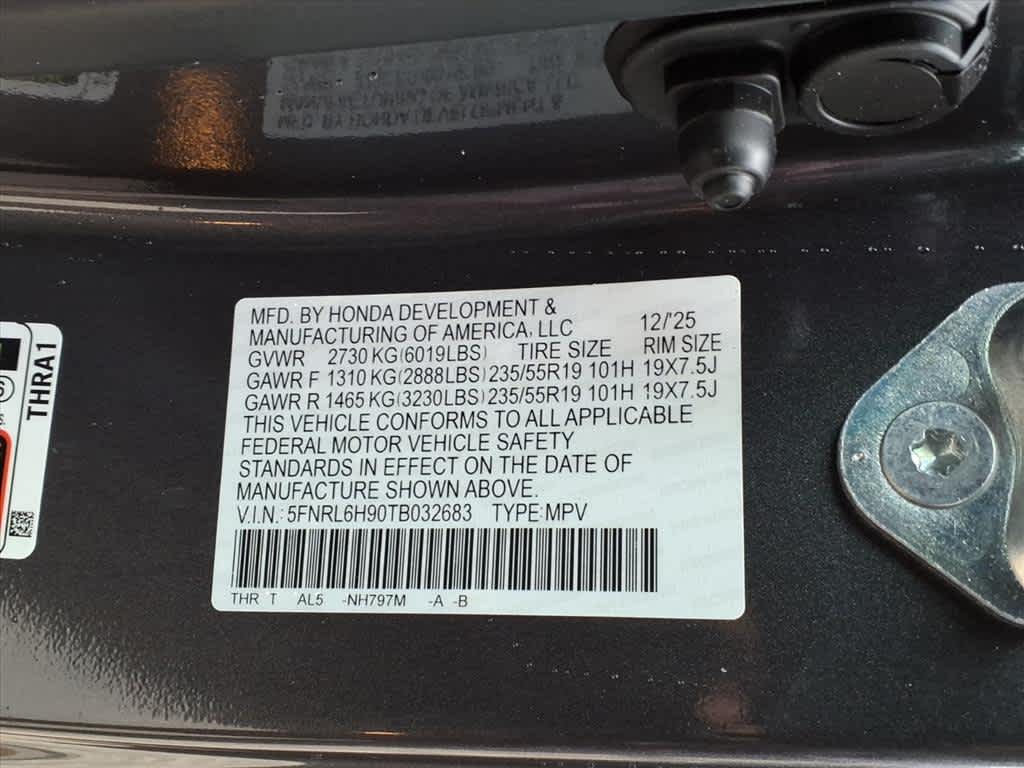 MFD. BY HONDA DEVELOPMENT &
MANUFACTURING OF AMERICA, LLC 12/'25
GVWR 2730 KG(6019LBS) TIRE SIZE RIM SIZE
GAWR F 1310 KG(2888LBS) 235/55R19 101H 19X7.5J
GAWR R 1465 KG(3230LBS) 235/55R19 101H 19X7.5J
THIS VEHICLE CONFORMS TO ALL APPLICABLE
FEDERAL MOTOR VEHICLE SAFETY
STANDARDS IN EFFECT ON THE DATE OF
MANUFACTURE SHOWN ABOVE.
V.I.N.: 5FNRL6H90TB032683 TYPE:MPV
THR T AL5 -NH797M -A -B
THRA1